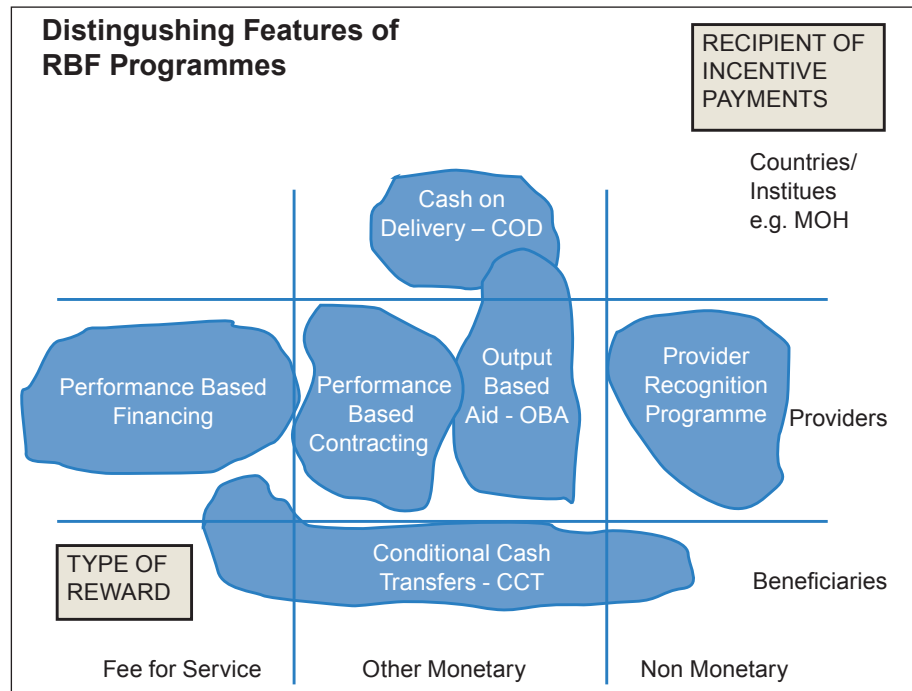 Distingushing Features of
RBF Programmes
RECIPIENT OF
INCENTIVE
PAYMENTS
Countries/
Institues
e.g. MOH
Cash on
Delivery – COD
Performance Based
Financing
Performance
Based
Contracting
Output
Based
Aid - OBA
Provider
Recognition
Programme
Providers
TYPE OF
REWARD
Conditional Cash
Transfers - CCT
Beneficiaries
Fee for Service
Other Monetary
Non Monetary